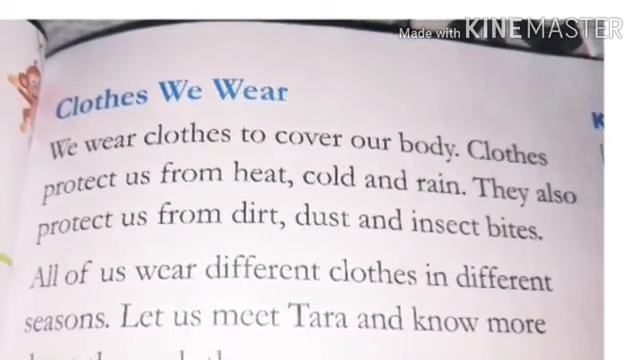 Made with KINEMASTER
Clothes We Wear
We wear clothes to cover our body. Clothes
protect us from heat, cold and rain. They also
protect us from dirt, dust and insect bites.
All of us wear different clothes in different
seasons. Let us meet Tara and know more